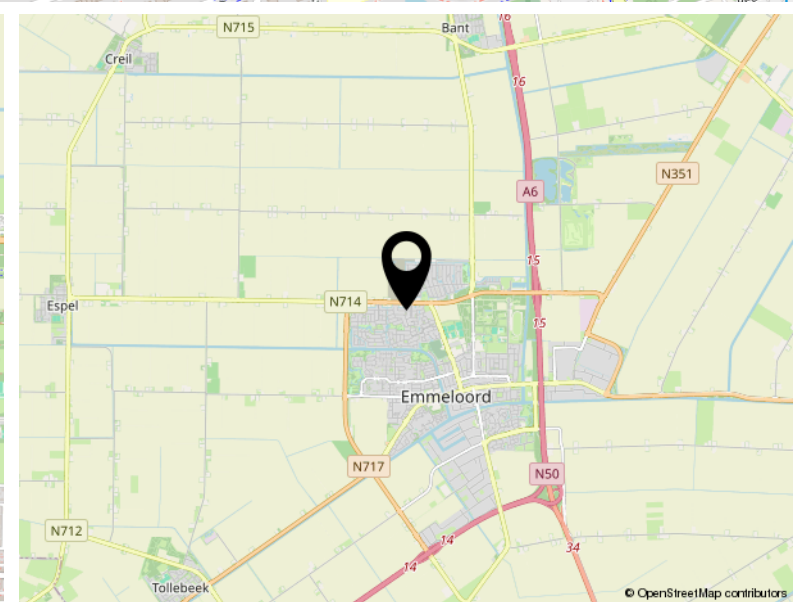 16
N715
Bant
Creil
16
N351
A6
15
N714
Espel
15
Emmeloord
N717
N50
N712
14
34
14
Tollebeek
© OpenStreetMap contributors